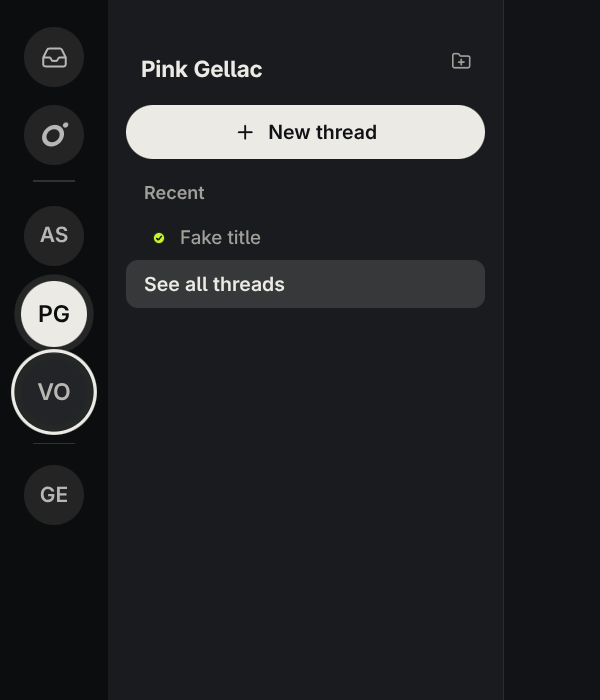 Pink Gellac
New thread
Recent
AS
Fake title
See all threads
PG
VO
GE